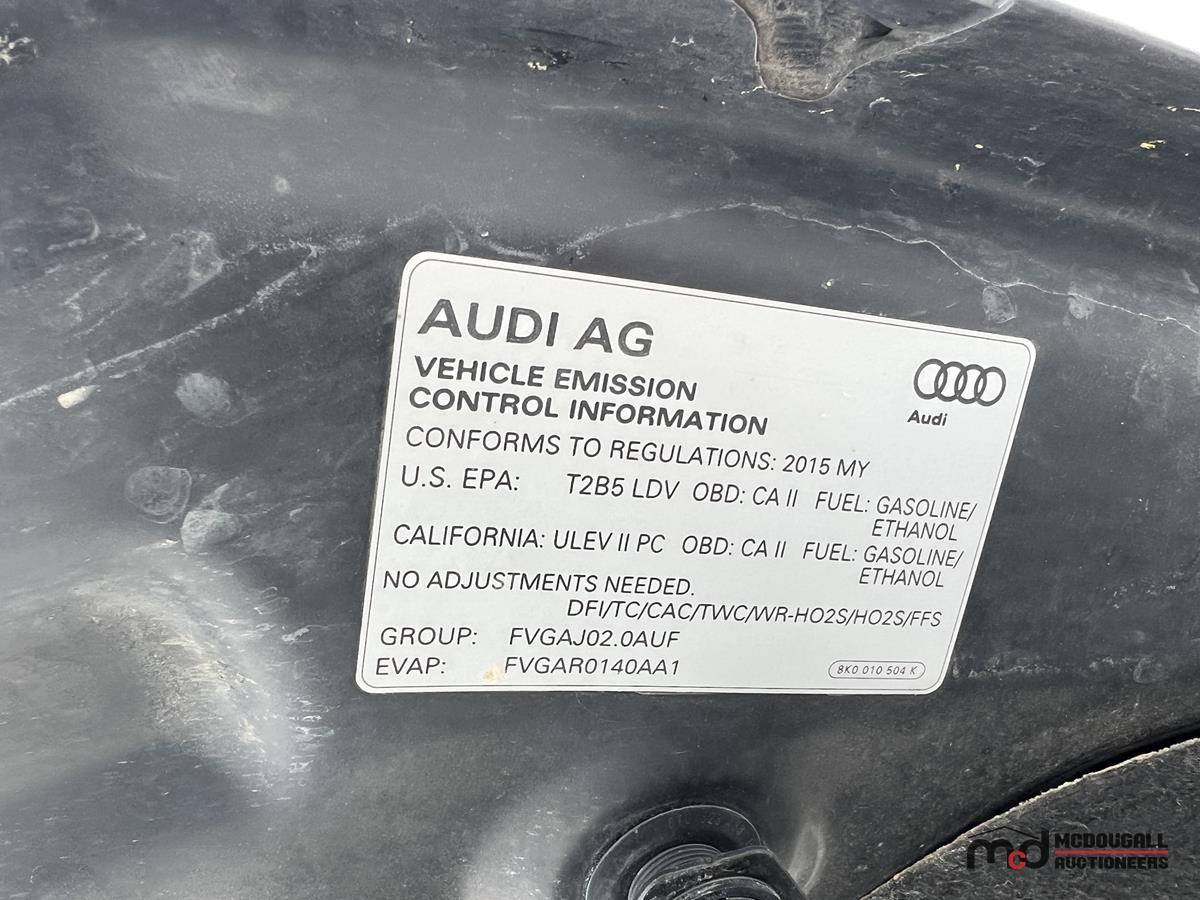 AUDI AG
VEHICLE EMISSION
CONTROL INFORMATION
Audi
CONFORMS TO REGULATIONS: 2015 MY
U.S. EPA: T2B5 LDV OBD: CA II FUEL: GASOLINE/
ETHANOL
CALIFORNIA: ULEV II PC OBD: CA II FUEL: GASOLINE/
ETHANOL
NO ADJUSTMENTS NEEDED.
DFI/TC/CAC/TWC/WR-HO2S/HO2S/FFS
GROUP: FVGAJ02.0AUF
EVAP: FVGAR0140AA1
8K0 010 504 K
mcd MCDOUGALL
AUCTIONEERS